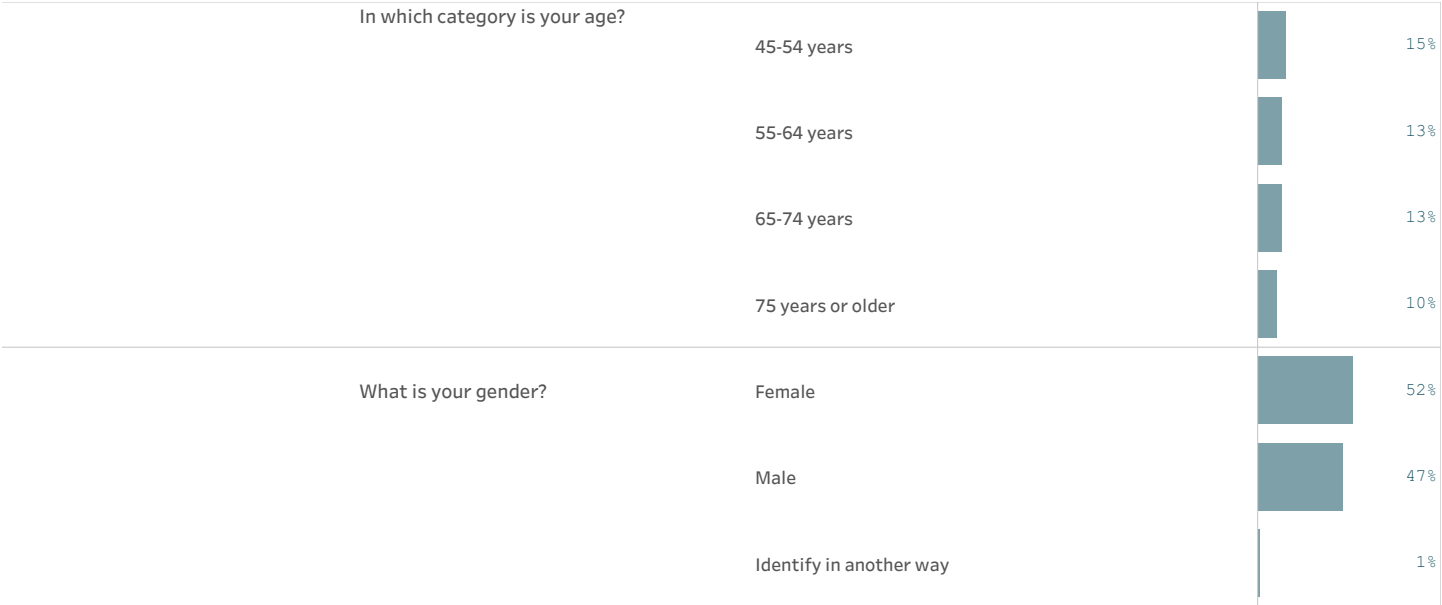 In which category is your age?
45-54 years 15%
55-64 years 13%
65-74 years 13%
75 years or older 10%
What is your gender? Female 52%
Male 47%
Identify in another way 1%